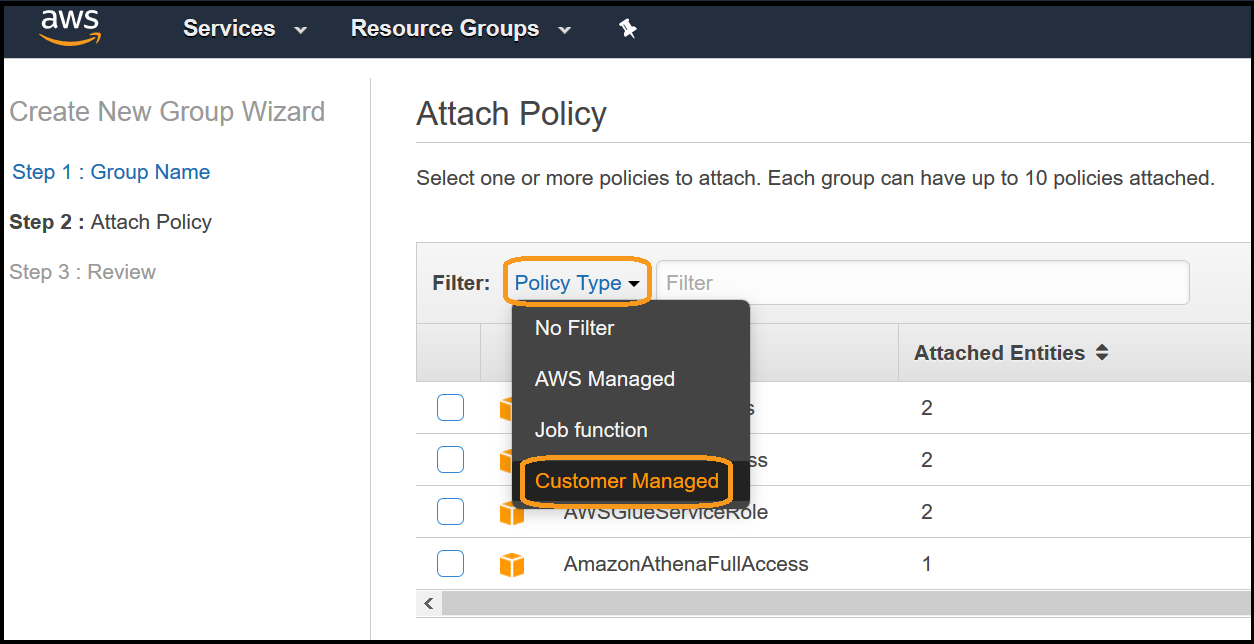 aws Services Resource Groups
Create New Group Wizard
Step 1 : Group Name
Step 2 : Attach Policy
Step 3 : Review
Attach Policy
Select one or more policies to attach. Each group can have up to 10 policies attached.
Filter: Policy Type Filter
No Filter
AWS Managed
Job function
Customer Managed
Attached Entities
2
2
AWSGlueServiceRole 2
AmazonAthenaFullAccess 1